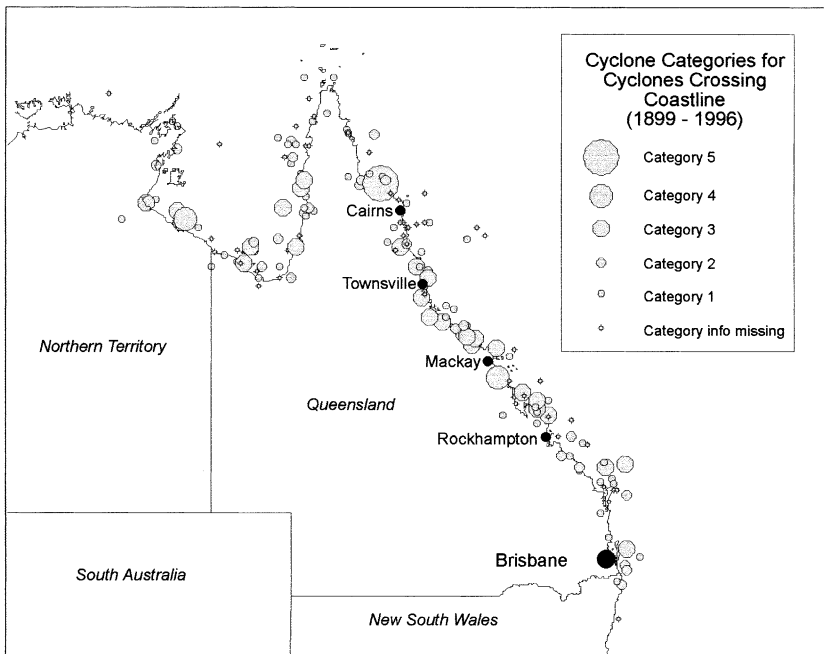 Cyclone Categories for
Cyclones Crossing
Coastline
(1899 - 1996)
Category 5
Category 4
Category 3
Category 2
Category 1
Category info missing
Cairns
Townsville
Northern Territory
Mackay
Queensland
Rockhampton
Brisbane
South Australia
New South Wales